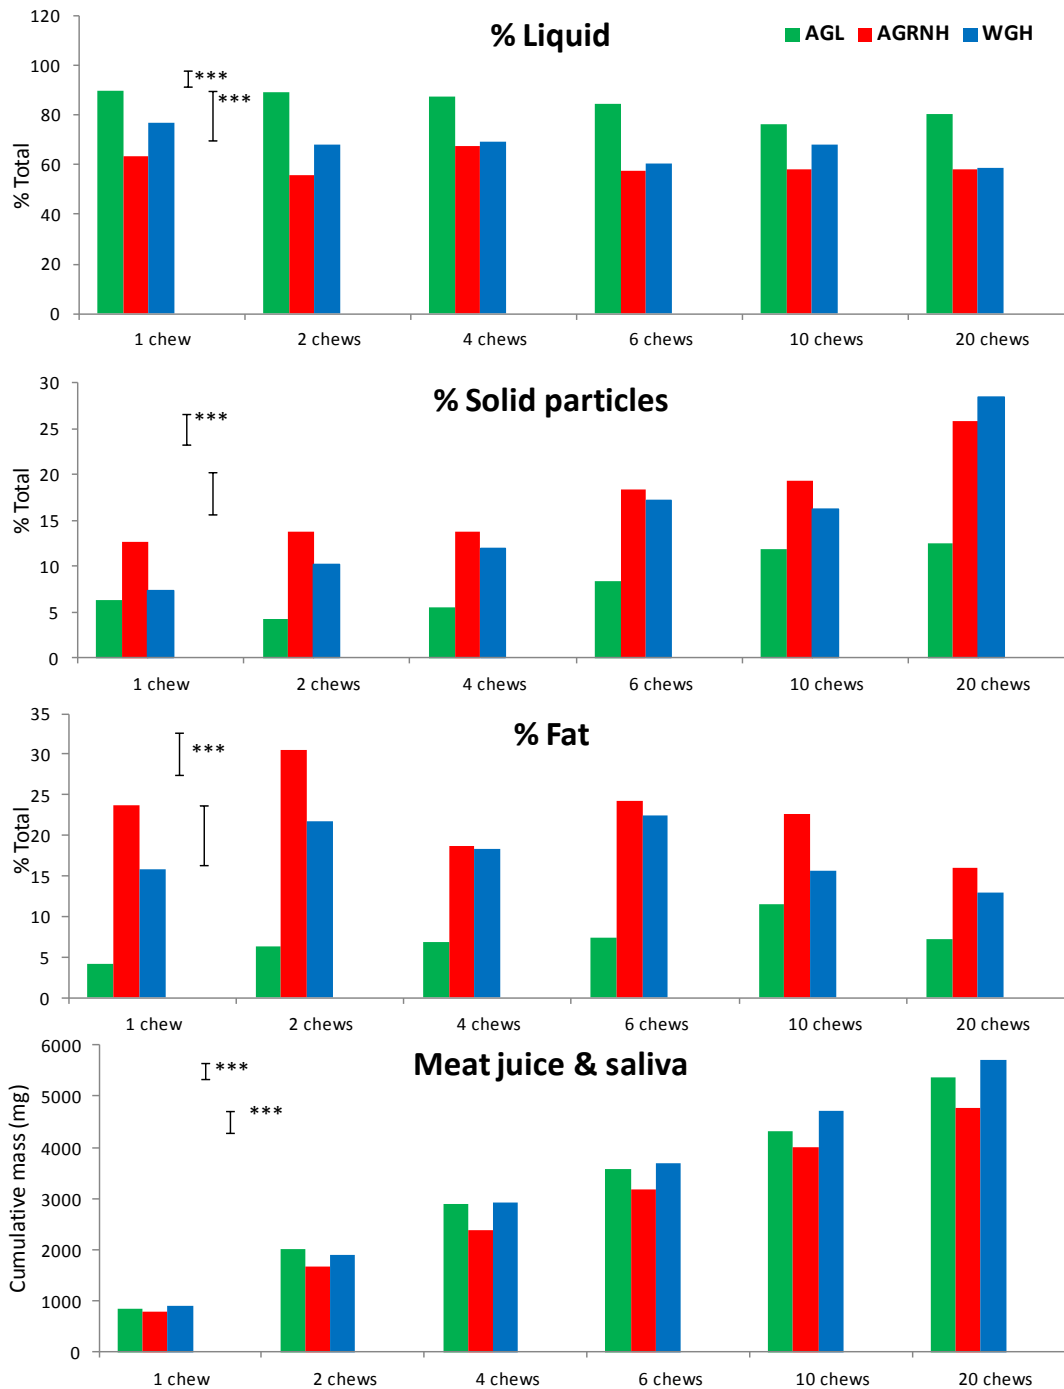 % Liquid
AGL AGRNH WGH
% Total
120
100
80
60
40
20
0
***
***
1 chew 2 chews 4 chews 6 chews 10 chews 20 chews
% Solid particles
% Total
30
25
20
15
10
5
0
***
1 chew 2 chews 4 chews 6 chews 10 chews 20 chews
% Fat
% Total
35
30
25
20
15
10
5
0
***
1 chew 2 chews 4 chews 6 chews 10 chews 20 chews
Meat juice & saliva
Cumulative mass (mg)
6000
5000
4000
3000
2000
1000
0
***
***
1 chew 2 chews 4 chews 6 chews 10 chews 20 chews